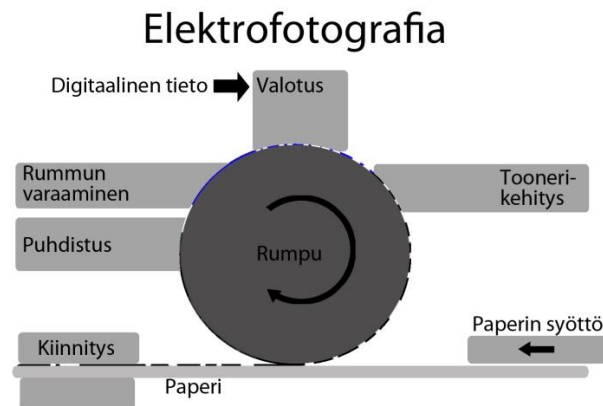 Elektrofotografia
Digitaalinen tieto
Valotus
Rummun
varaaminen
Tooneri-
kehitys
Puhdistus
Rumpu
Paperin syöttö
Kiinnitys
Paperi